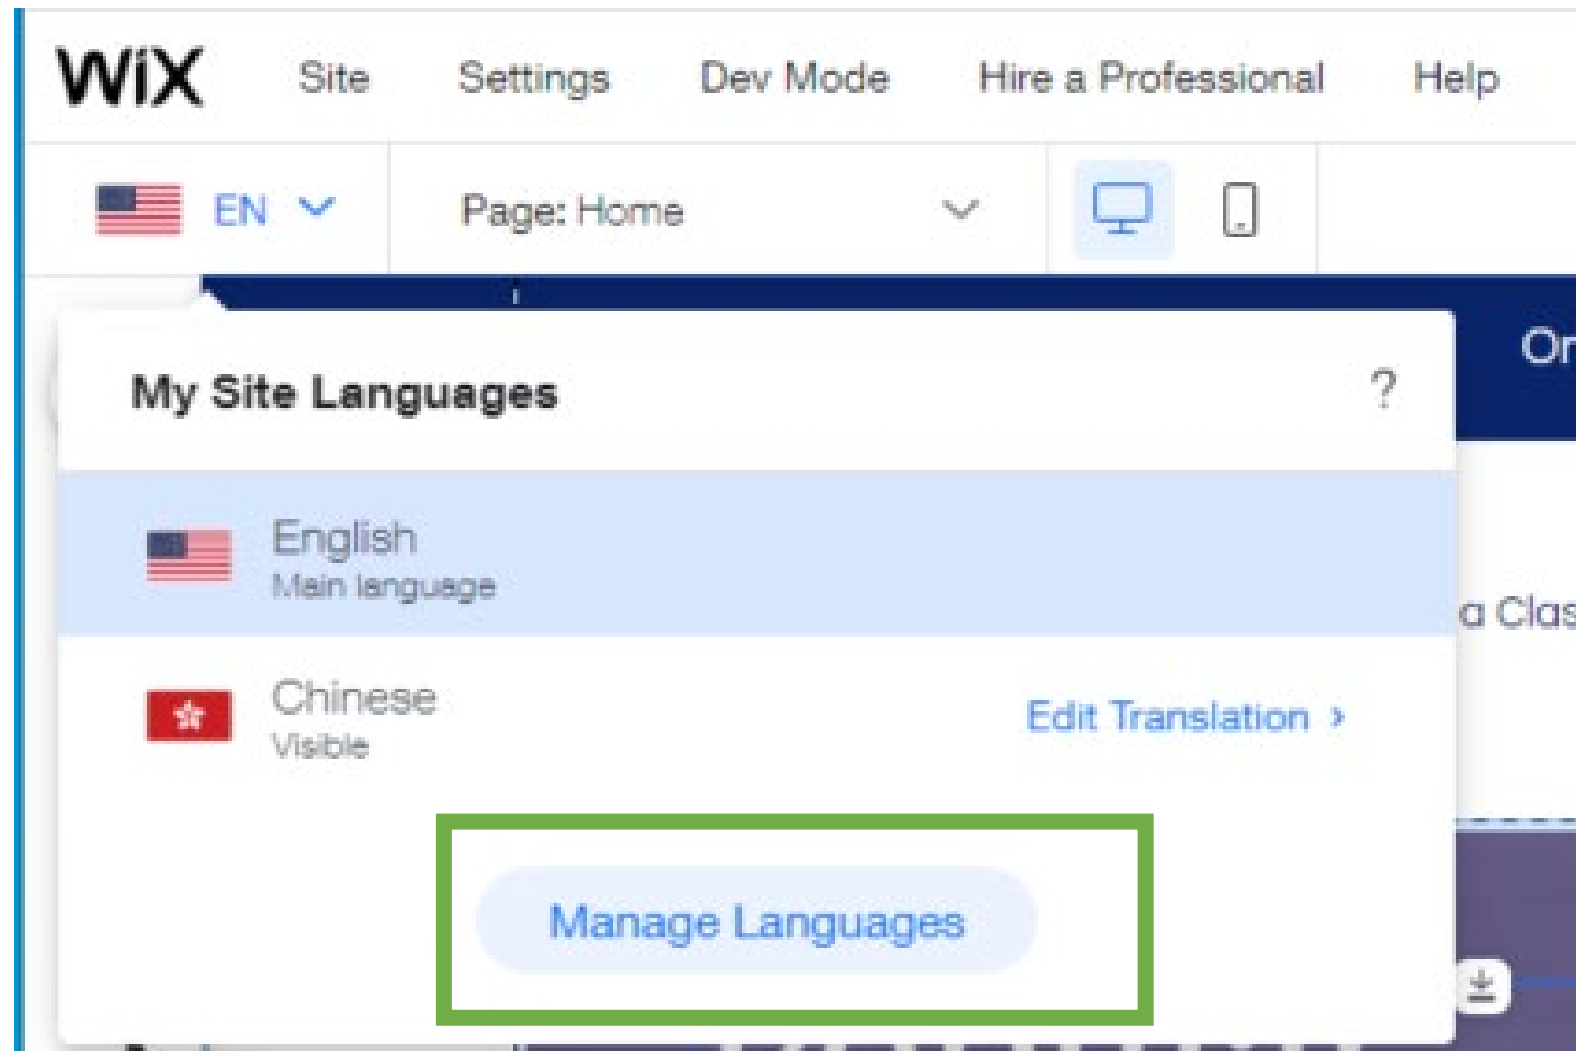 WiX Site Settings Dev Mode Hire a Professional Help
EN Page: Home
My Site Languages ?
English
Main language
Chinese
Visible
Edit Translation >
Manage Languages
a